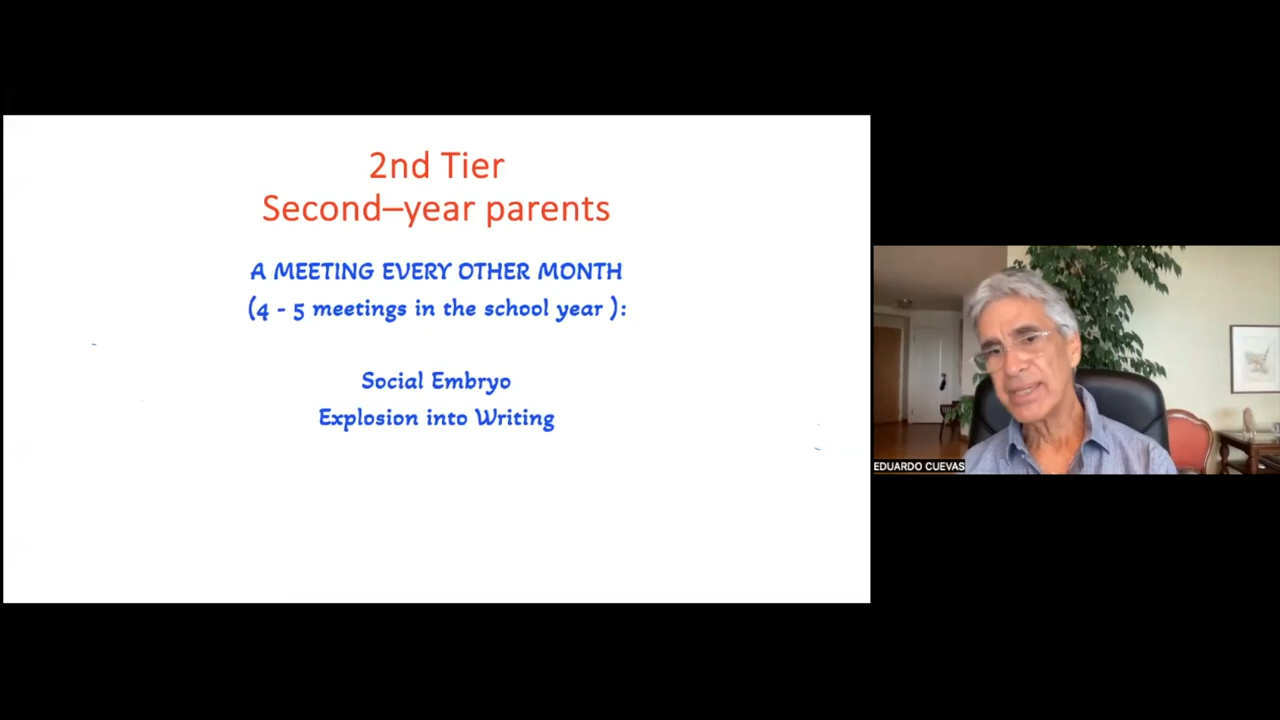 2nd Tier
Second–year parents
A MEETING EVERY OTHER MONTH
(4 - 5 meetings in the school year ):
Social Embryo
Explosion into Writing
EDUARDO CUEVAS